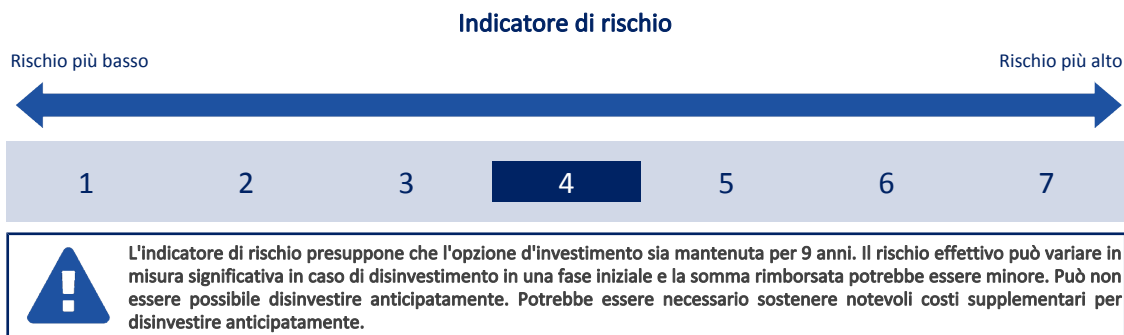 Indicatore di rischio
Rischio più basso
Rischio più alto
1 2 3 4 5 6 7
L'indicatore di rischio presuppone che l'opzione d'investimento sia mantenuta per 9 anni. Il rischio effettivo può variare in
misura significativa in caso di disinvestimento in una fase iniziale e la somma rimborsata potrebbe essere minore. Può non
essere possibile disinvestire anticipatamente. Potrebbe essere necessario sostenere notevoli costi supplementari per
disinvestire anticipatamente.